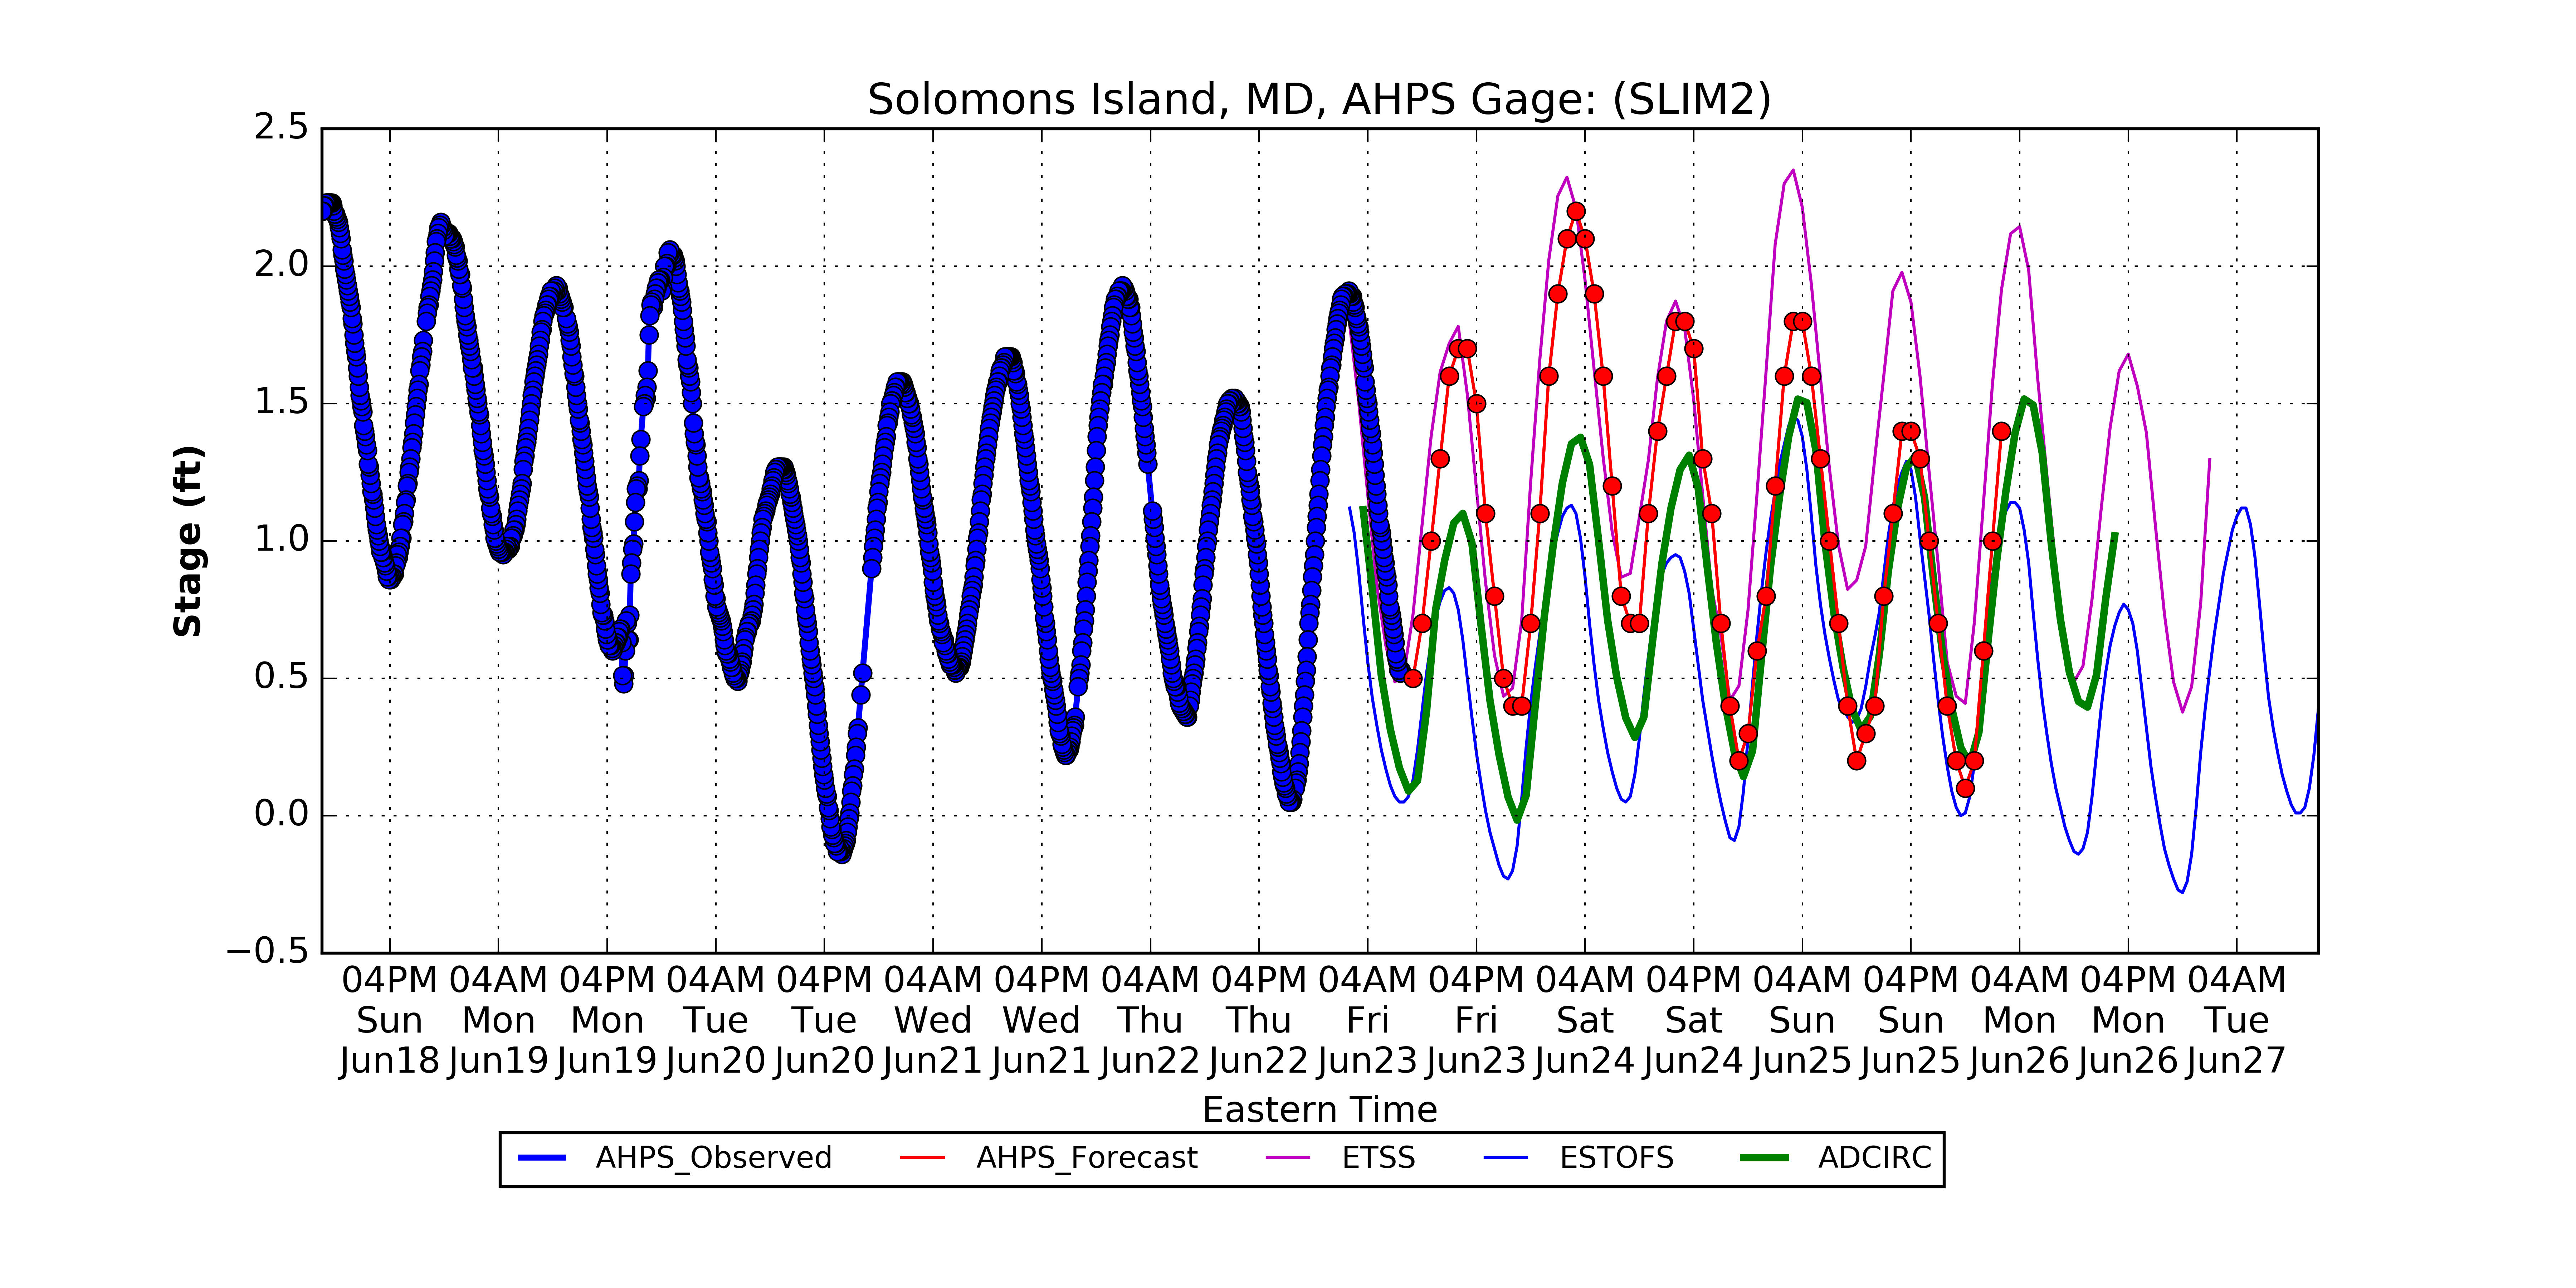 Solomons Island, MD, AHPS Gage: (SLIM2)
2.5
2.0
1.5
1.0
0.5
0.0
−0.5
Stage (ft)
04PM 04AM 04PM 04AM 04PM 04AM 04PM 04AM 04PM 04AM 04PM 04AM 04PM 04AM 04PM 04AM 04PM 04AM
Sun Mon Mon Tue Tue Wed Wed Thu Thu Fri Fri Sat Sat Sun Sun Mon Mon Tue
Jun18 Jun19 Jun19 Jun20 Jun20 Jun21 Jun21 Jun22 Jun22 Jun23 Jun23 Jun24 Jun24 Jun25 Jun25 Jun26 Jun26 Jun27
Eastern Time
AHPS_Observed AHPS_Forecast ETSS ESTOFS ADCIRC